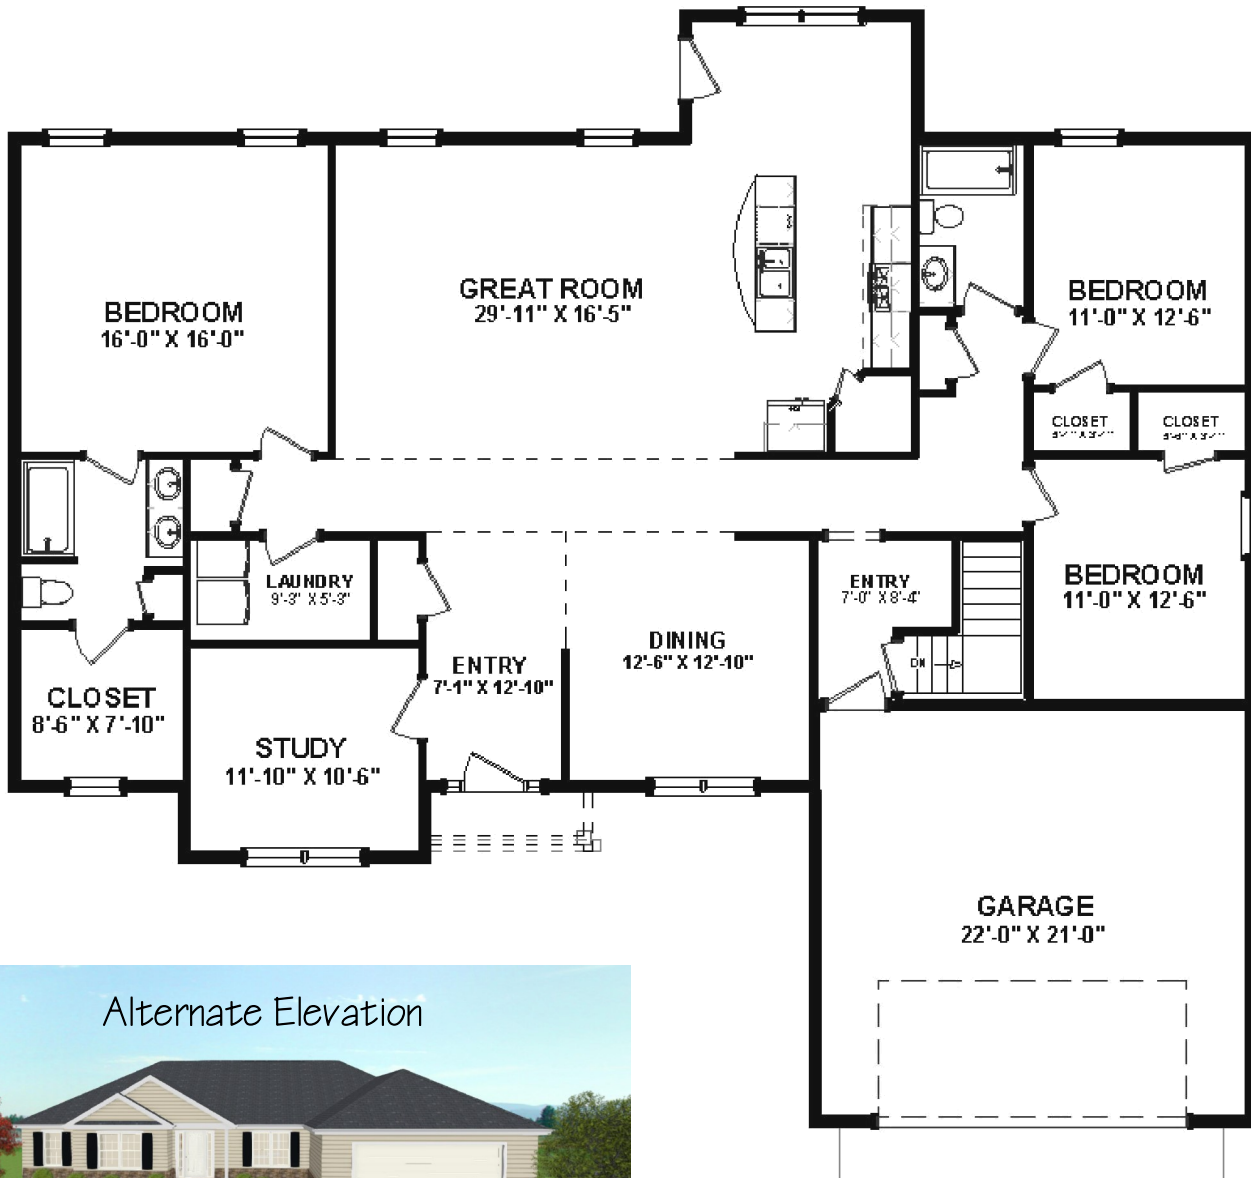 BEDROOM
16'-0" X 16'-0"
GREAT ROOM
29'-11" X 16'-5"
BEDROOM
11'-0" X 12'-6"
CLOSET
CLOSET
BEDROOM
11'-0" X 12'-6"
LAUNDRY
9'-3" X 5'-3"
ENTRY
7'-0" X 8'-4"
DN
DINING
12'-6" X 12'-10"
ENTRY
7'-1" X 12'-10"
CLOSET
8'-6" X 7'-10"
STUDY
11'-10" X 10'-6"
GARAGE
22'-0" X 21'-0"
Alternate Elevation